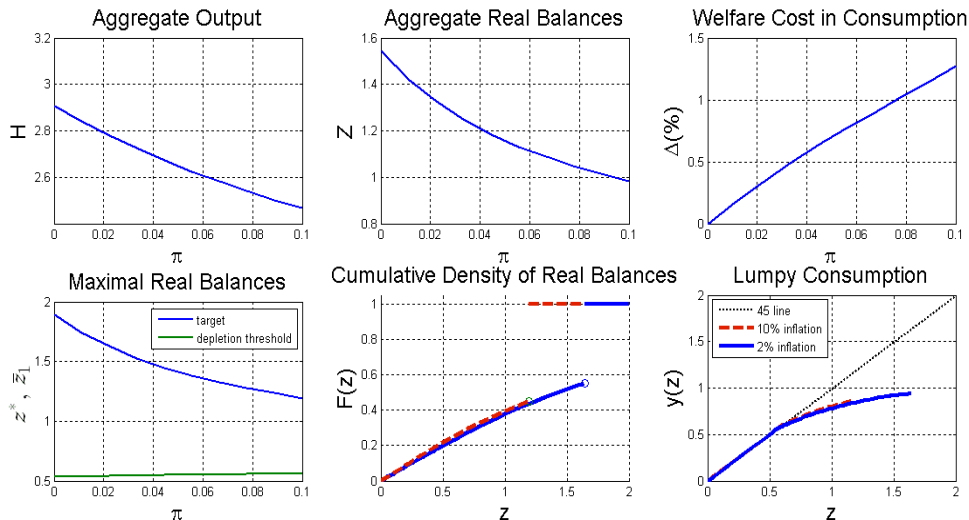 Aggregate Output
3.2
3
2.8
2.6
H
0
0.02
0.04
0.06
0.08
0.1
π
Aggregate Real Balances
1.6
1.4
1.2
1
0.8
Z
0
0.02
0.04
0.06
0.08
0.1
π
Welfare Cost in Consumption
1.5
1
0.5
0
Δ(%)
0
0.02
0.04
0.06
0.08
0.1
π
Maximal Real Balances
2
1.5
1
0.5
z*, z̄₁
target
depletion threshold
0
0.02
0.04
0.06
0.08
0.1
π
Cumulative Density of Real Balances
1
0.8
0.6
0.4
0.2
0
F(z)
0
0.5
1
1.5
2
z
Lumpy Consumption
2
1.5
1
0.5
0
y(z)
45 line
10% inflation
2% inflation
0
0.5
1
1.5
2
z